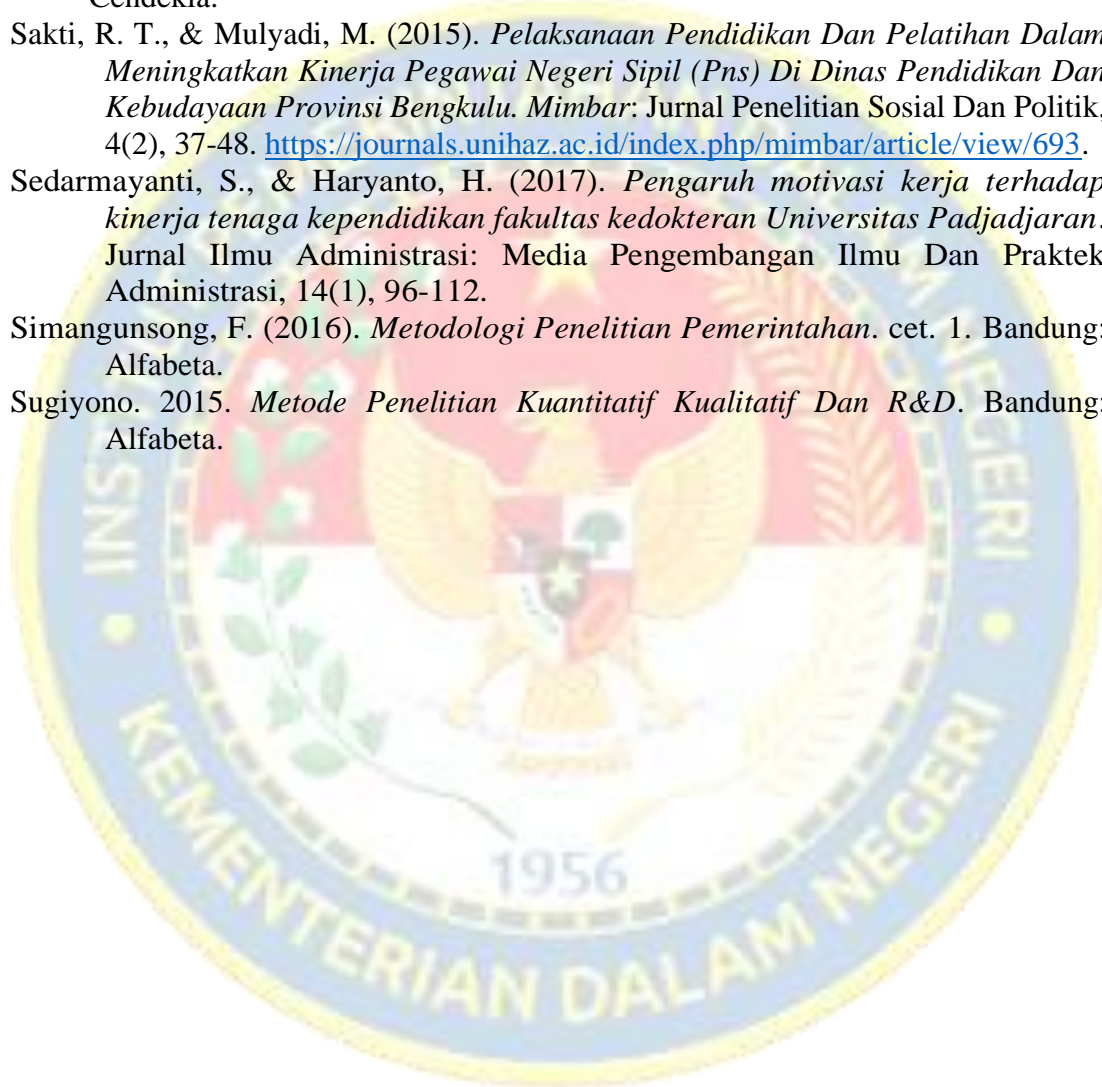 Cendekia.
Sakti, R. T., & Mulyadi, M. (2015). Pelaksanaan Pendidikan Dan Pelatihan Dalam
Meningkatkan Kinerja Pegawai Negeri Sipil (Pns) Di Dinas Pendidikan Dan
Kebudayaan Provinsi Bengkulu. Mimbar: Jurnal Penelitian Sosial Dan Politik,
4(2), 37-48. https://journals.unihaz.ac.id/index.php/mimbar/article/view/693.
Sedarmayanti, S., & Haryanto, H. (2017). Pengaruh motivasi kerja terhadap
kinerja tenaga kependidikan fakultas kedokteran Universitas Padjadjaran.
Jurnal Ilmu Administrasi: Media Pengembangan Ilmu Dan Praktek
Administrasi, 14(1), 96-112.
Simangunsong, F. (2016). Metodologi Penelitian Pemerintahan. cet. 1. Bandung:
Alfabeta.
Sugiyono. 2015. Metode Penelitian Kuantitatif Kualitatif Dan R&D. Bandung:
Alfabeta.
1956
KEMENTERIAN DALAM NEGERI